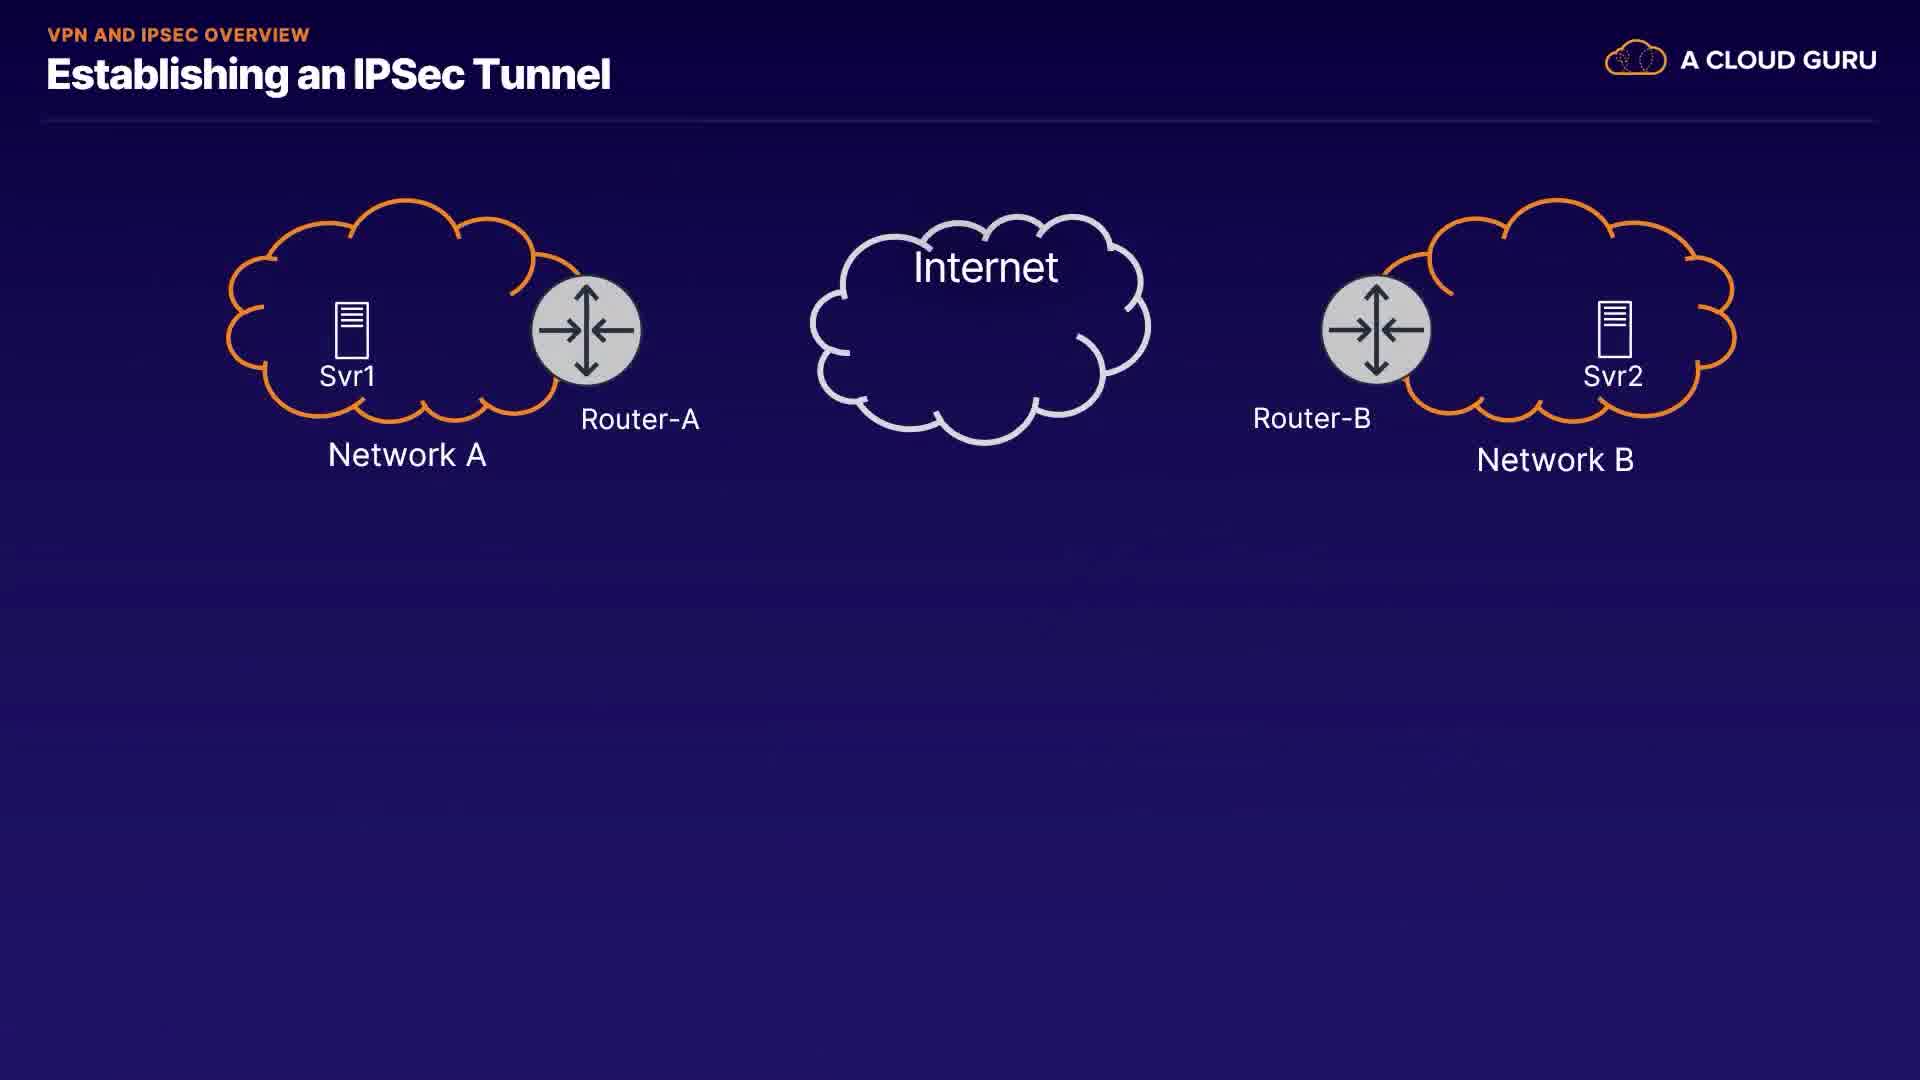 VPN AND IPSEC OVERVIEW
Establishing an IPSec Tunnel
A CLOUD GURU
Internet
Svr1
Svr2
Router-A
Router-B
Network A
Network B